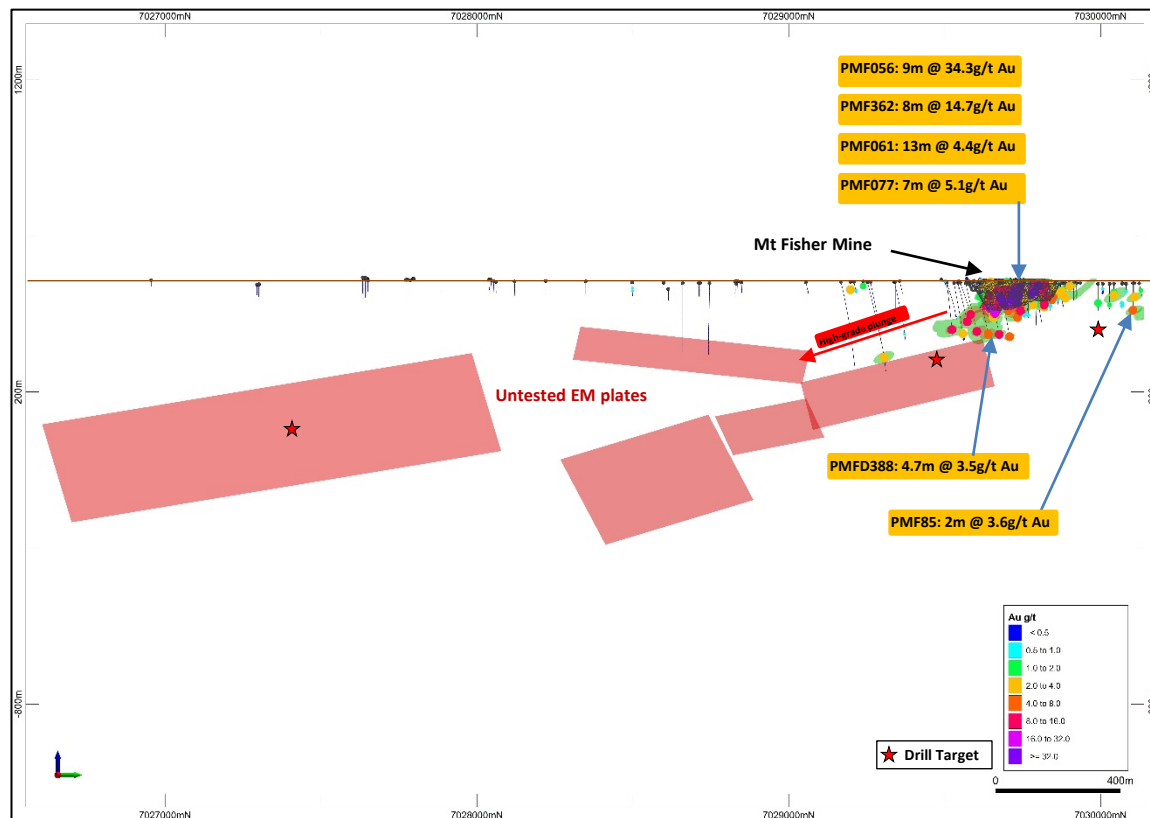 7027000mN 7028000mN 7029000mN 7030000mN
1200m
PMF056: 9m @ 34.3g/t Au
PMF362: 8m @ 14.7g/t Au
PMF061: 13m @ 4.4g/t Au
PMF077: 7m @ 5.1g/t Au
Mt Fisher Mine
High-grade plunge
200m
Untested EM plates
PMFD388: 4.7m @ 3.5g/t Au
PMF85: 2m @ 3.6g/t Au
Au g/t
< 0.5
0.5 to 1.0
1.0 to 2.0
2.0 to 4.0
4.0 to 8.0
8.0 to 16.0
16.0 to 32.0
>= 32.0
-800m
Drill Target
0 400m
7027000mN 7028000mN 7029000mN 7030000mN